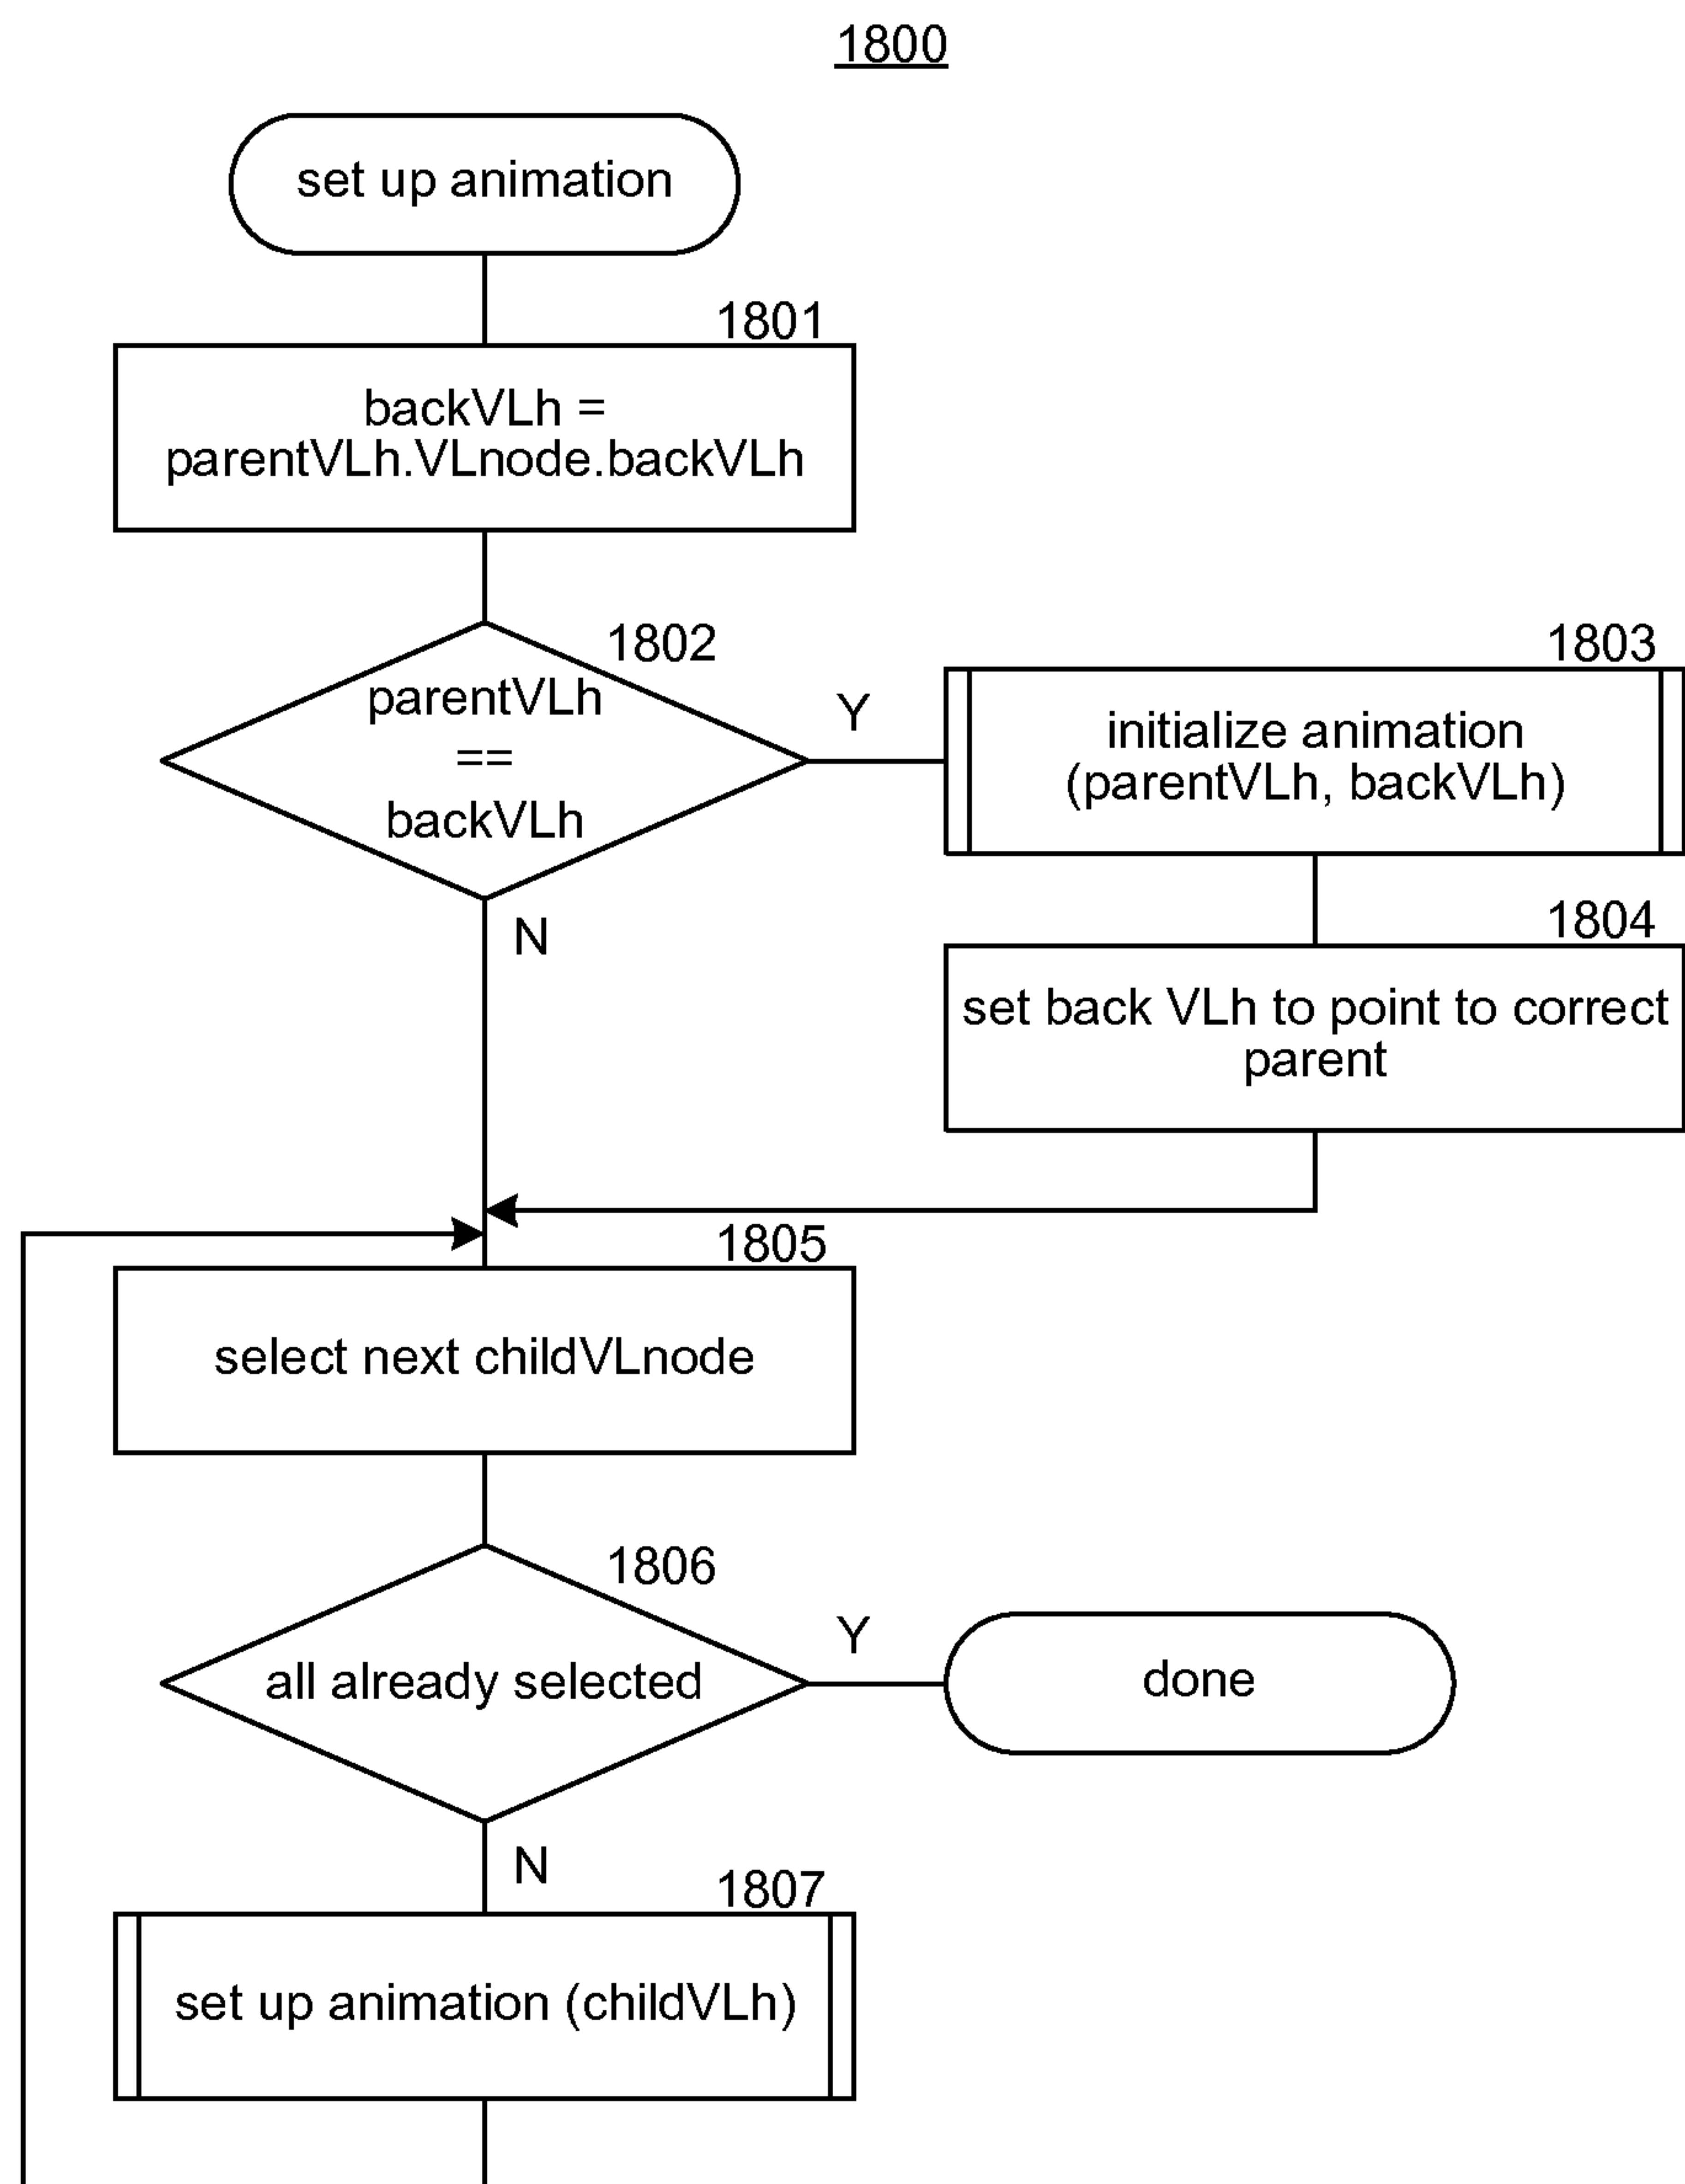 1800
set up animation
1801
backVLh =
parentVLh.VLnode.backVLh
1802
parentVLh
==
backVLh
Y
N
1803
initialize animation
(parentVLh, backVLh)
1804
set back VLh to point to correct
parent
1805
select next childVLnode
1806
all already selected
Y
done
N
1807
set up animation (childVLh)